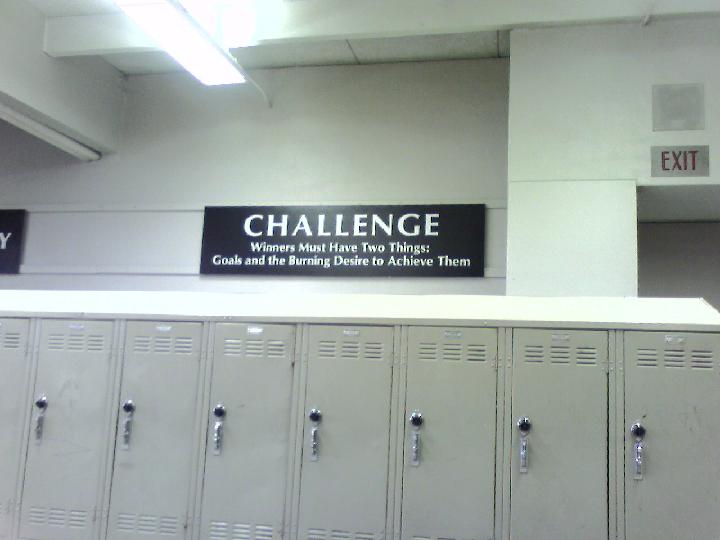 Y
CHALLENGE
Winners Must Have Two Things:
Goals and the Burning Desire to Achieve Them
EXIT